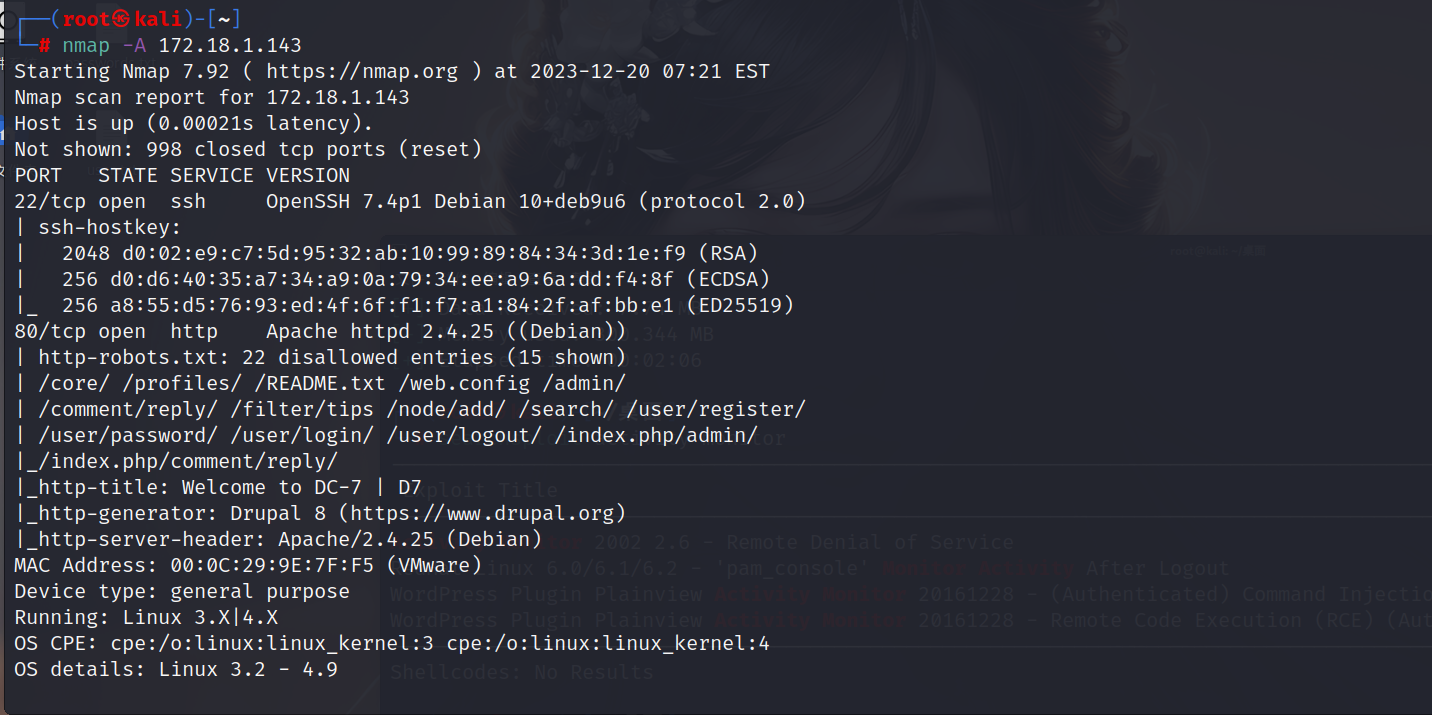 ┌──(root㉿kali)-[~]
└─# nmap -A 172.18.1.143
Starting Nmap 7.92 ( https://nmap.org ) at 2023-12-20 07:21 EST
Nmap scan report for 172.18.1.143
Host is up (0.00021s latency).
Not shown: 998 closed tcp ports (reset)
PORT   STATE SERVICE VERSION
22/tcp open  ssh     OpenSSH 7.4p1 Debian 10+deb9u6 (protocol 2.0)
| ssh-hostkey:
|   2048 d0:02:e9:c7:5d:95:32:ab:10:99:89:84:34:3d:1e:f9 (RSA)
|   256 d0:d6:40:35:a7:34:a9:0a:79:34:ee:a9:6a:dd:f4:8f (ECDSA)
|_  256 a8:55:d5:76:93:ed:4f:6f:f1:f7:a1:84:2f:af:bb:e1 (ED25519)
80/tcp open  http    Apache httpd 2.4.25 ((Debian))
344 MB
| http-robots.txt: 22 disallowed entries (15 shown)
02:06
| /core/ /profiles/ /README.txt /web.config /admin/
| /comment/reply/ /filter/tips /node/add/ /search/ /user/register/
| /user/password/ /user/login/ /user/logout/ /index.php/admin/
|_/index.php/comment/reply/
|_http-title: Welcome to DC-7 | D7
Exploit Title
|_http-generator: Drupal 8 (https://www.drupal.org)
|_http-server-header: Apache/2.4.25 (Debian)
2002 2.6 - Remote Denial of Service
MAC Address: 00:0C:29:9E:7F:F5 (VMware)
Linux 6.0/6.1/6.2 - 'pam_console' Monitor Activity After Logout
Device type: general purpose
WordPress Plugin Plainview Activity Monitor 20161228 - (Authenticated) Command Injectio
Running: Linux 3.X|4.X
WordPress Plugin Plainview Activity Monitor 20161228 - Remote Code Execution (RCE) (Aut
OS CPE: cpe:/o:linux:linux_kernel:3 cpe:/o:linux:linux_kernel:4
OS details: Linux 3.2 - 4.9
Shellcodes: No Results